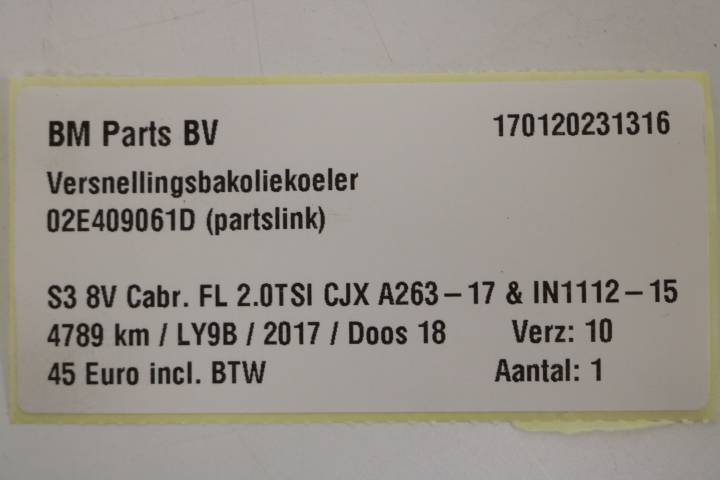 BM Parts BV 170120231316
Versnellingsbakoliekoeler
02E409061D (partslink)
S3 8V Cabr. FL 2.0TSI CJX A263-17 & IN1112-15
4789 km / LY9B / 2017 / Doos 18 Verz: 10
45 Euro incl. BTW Aantal: 1